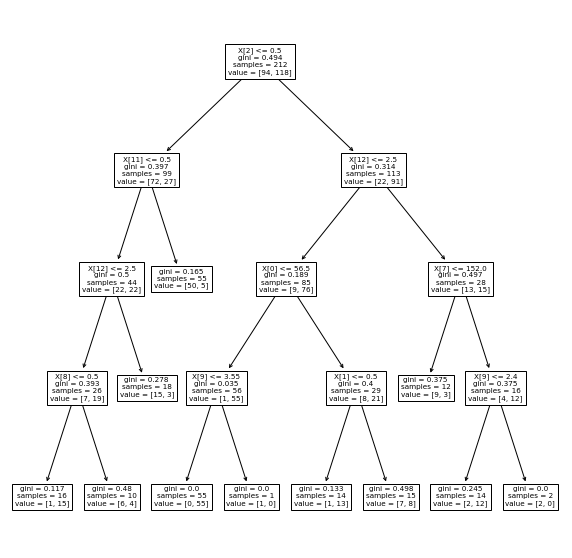 X[2] <= 0.5
gini = 0.494
samples = 212
value = [94, 118]
X[11] <= 0.5
gini = 0.397
samples = 99
value = [72, 27]
X[12] <= 2.5
gini = 0.314
samples = 113
value = [22, 91]
X[12] <= 2.5
gini = 0.5
samples = 44
value = [22, 22]
gini = 0.165
samples = 55
value = [50, 5]
X[0] <= 56.5
gini = 0.189
samples = 85
value = [9, 76]
X[7] <= 152.0
gini = 0.497
samples = 28
value = [13, 15]
X[8] <= 0.5
gini = 0.393
samples = 26
value = [7, 19]
gini = 0.278
samples = 18
value = [15, 3]
X[9] <= 3.55
gini = 0.035
samples = 56
value = [1, 55]
X[1] <= 0.5
gini = 0.4
samples = 29
value = [8, 21]
gini = 0.375
samples = 12
value = [9, 3]
X[9] <= 2.4
gini = 0.375
samples = 16
value = [4, 12]
gini = 0.117
samples = 16
value = [1, 15]
gini = 0.48
samples = 10
value = [6, 4]
gini = 0.0
samples = 55
value = [0, 55]
gini = 0.0
samples = 1
value = [1, 0]
gini = 0.133
samples = 14
value = [1, 13]
gini = 0.498
samples = 15
value = [7, 8]
gini = 0.245
samples = 14
value = [2, 12]
gini = 0.0
samples = 2
value = [2, 0]